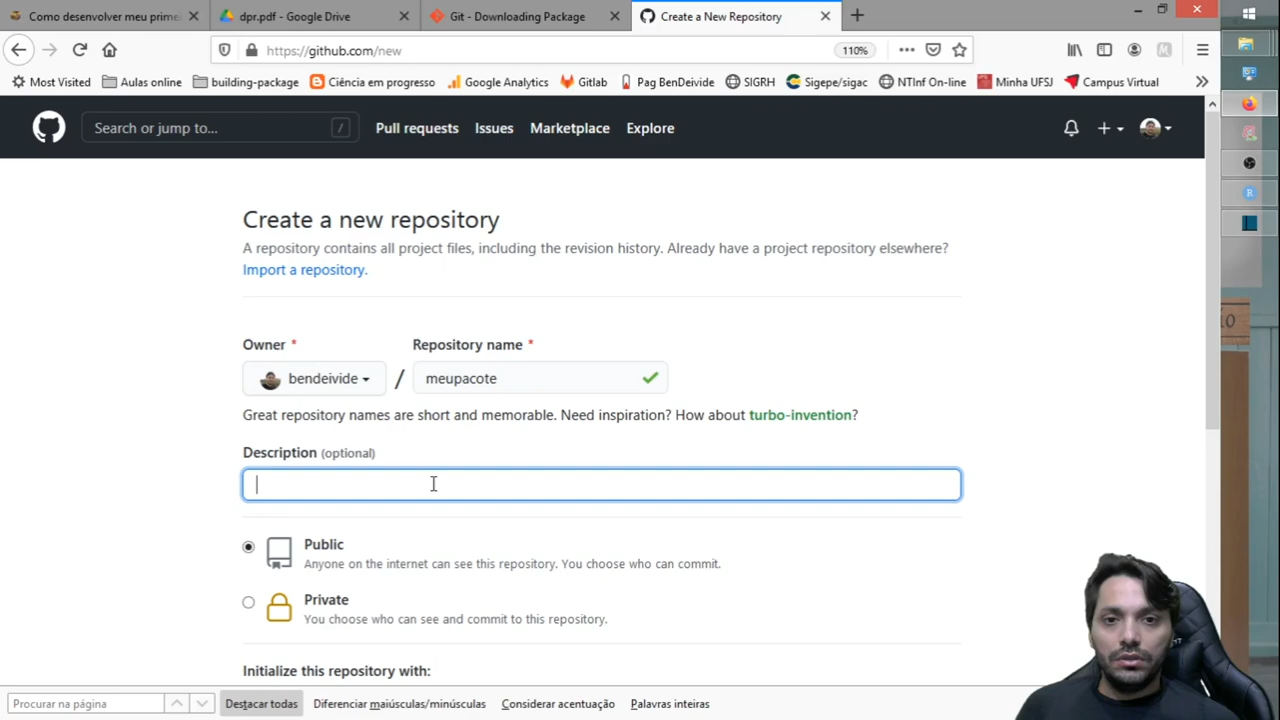 Como desenvolver meu prime
dpr.pdf - Google Drive
Git - Downloading Package
Create a New Repository
https://github.com/new
110%
Most Visited
Aulas online
building-package
Ciência em progresso
Google Analytics
Gitlab
Pag BenDeivide
SIGRH
Sigepe/sigac
NTInf On-line
Minha UFSJ
Campus Virtual
Search or jump to...
/
Pull requests
Issues
Marketplace
Explore
Create a new repository
A repository contains all project files, including the revision history. Already have a project repository elsewhere?
Import a repository.
Owner *
Repository name *
bendeivide
/
meupacote
Great repository names are short and memorable. Need inspiration? How about turbo-invention?
Description (optional)
Public
Anyone on the internet can see this repository. You choose who can commit.
Private
You choose who can see and commit to this repository.
Initialize this repository with:
Procurar na página
Destacar todas
Diferenciar maiúsculas/minúsculas
Considerar acentuação
Palavras inteiras